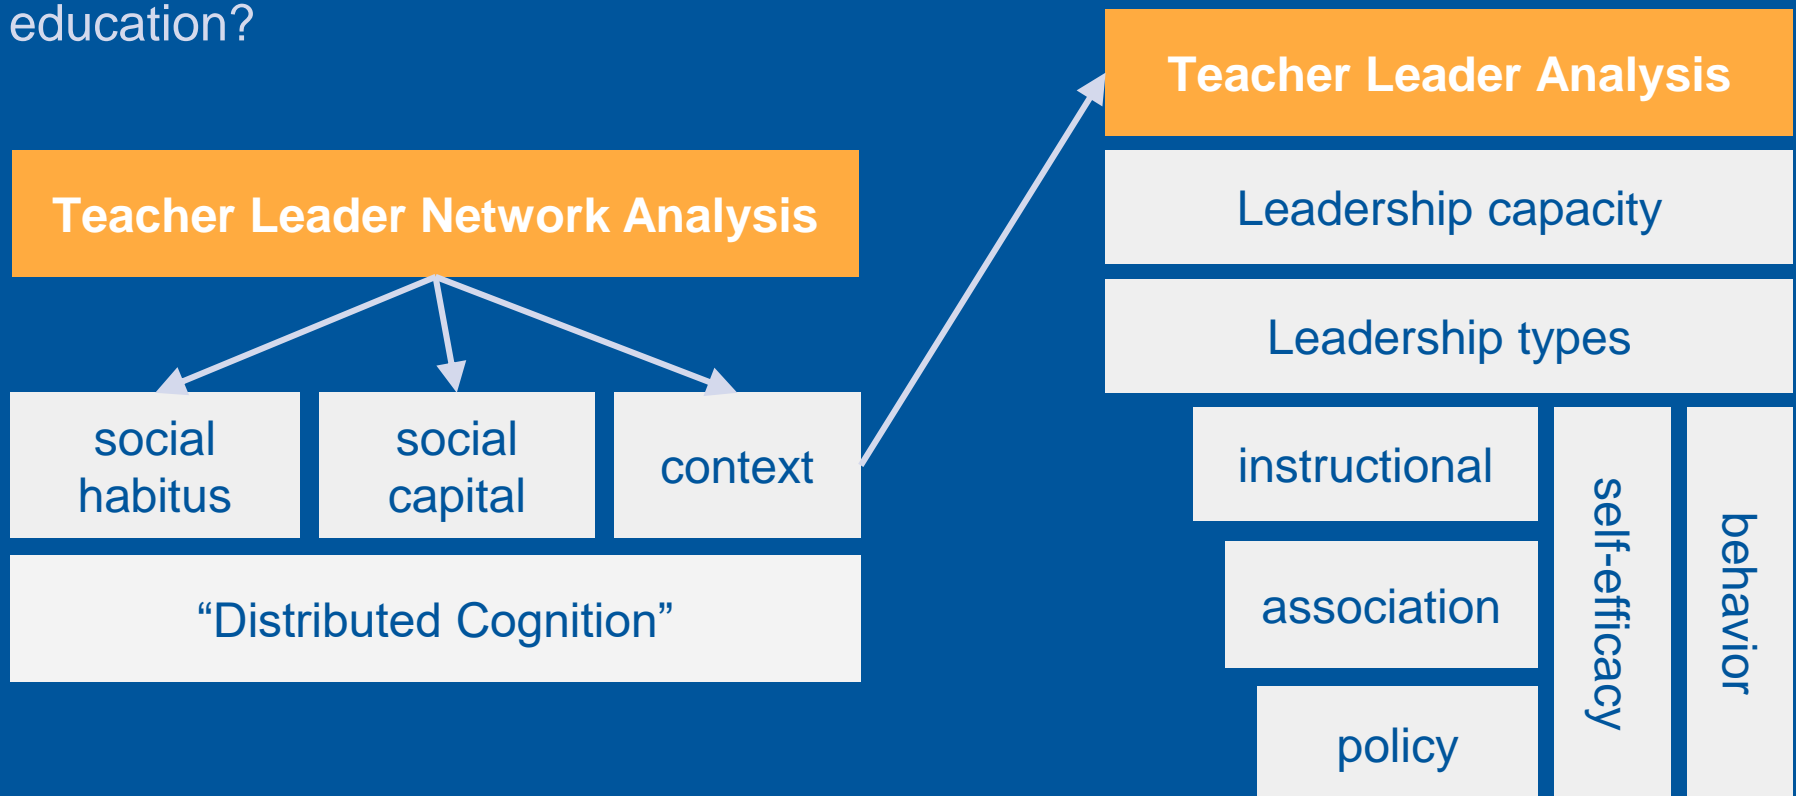 education?
Teacher Leader Network Analysis
social
habitus
social
capital
context
“Distributed Cognition”
Teacher Leader Analysis
Leadership capacity
Leadership types
instructional
association
policy
self-efficacy
behavior